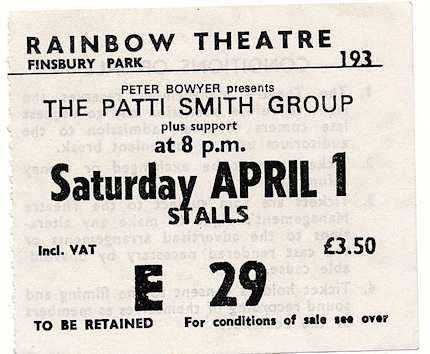 RAINBOW THEATRE
FINSBURY PARK 193
PETER BOWYER presents
THE PATTI SMITH GROUP
plus support
at 8 p.m.
Saturday APRIL 1
STALLS
Incl. VAT £3.50
E 29
TO BE RETAINED For conditions of sale see over